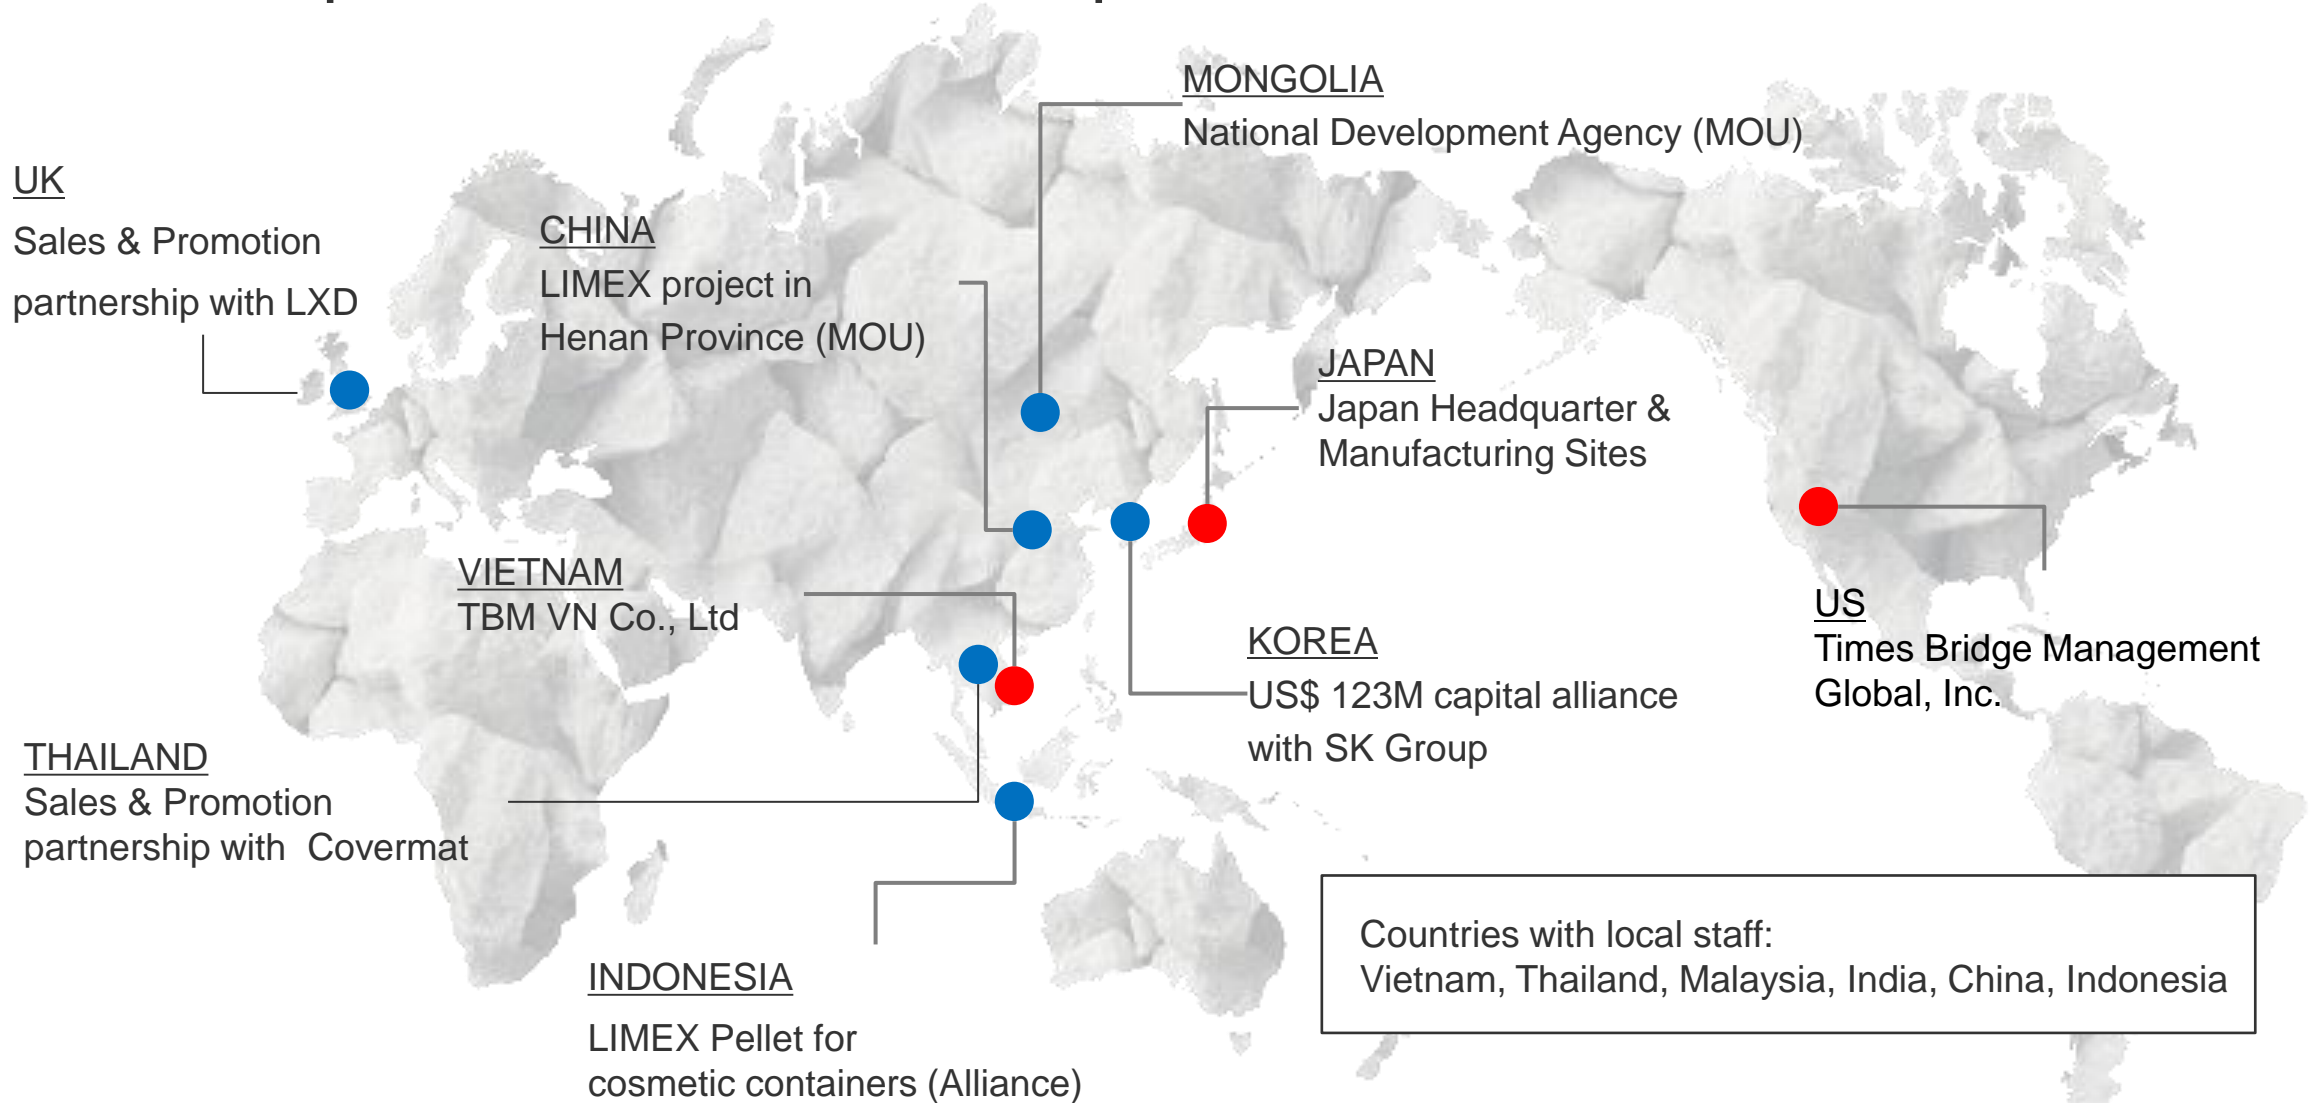 MONGOLIA
National Development Agency (MOU)
UK
Sales & Promotion
partnership with LXD
CHINA
LIMEX project in
Henan Province (MOU)
JAPAN
Japan Headquarter &
Manufacturing Sites
VIETNAM
TBM VN Co., Ltd
US
Times Bridge Management
Global, Inc.
KOREA
US$ 123M capital alliance
with SK Group
THAILAND
Sales & Promotion
partnership with  Covermat
INDONESIA
LIMEX Pellet for
cosmetic containers (Alliance)
Countries with local staff:
Vietnam, Thailand, Malaysia, India, China, Indonesia